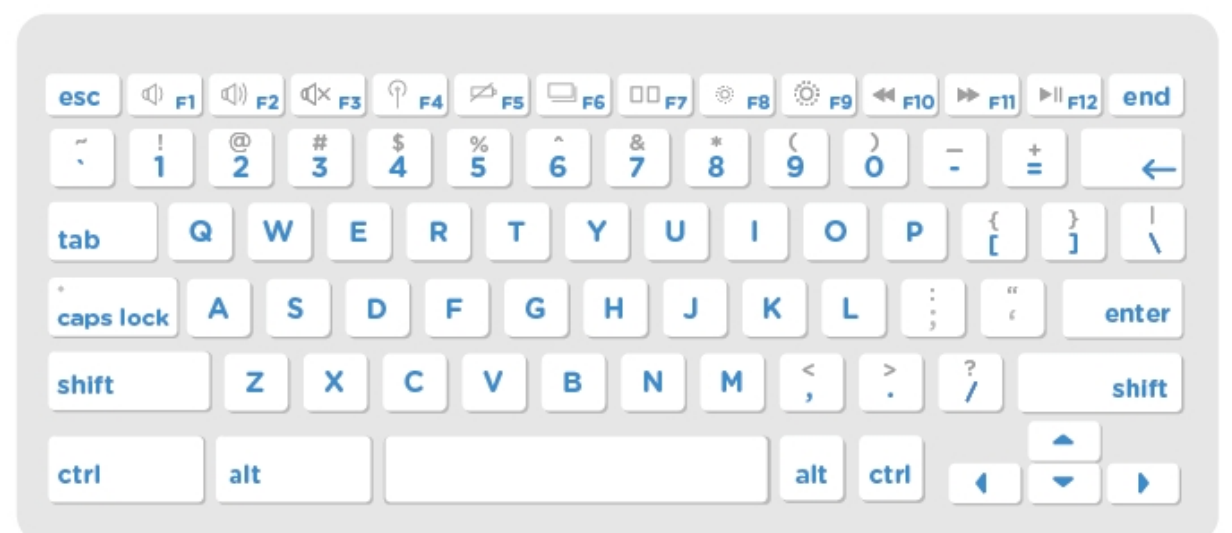 esc F1 F2 F3 F4 F5 F6 F7 F8 F9 F10 F11 F12 end
~ ! @ # $ % ^ & * ( ) _ +
` 1 2 3 4 5 6 7 8 9 0 - = ←
tab Q W E R T Y U I O P { [ } ] | \
caps lock A S D F G H J K L : ; “ ‘ enter
shift Z X C V B N M < , > . ? / shift
ctrl alt alt ctrl